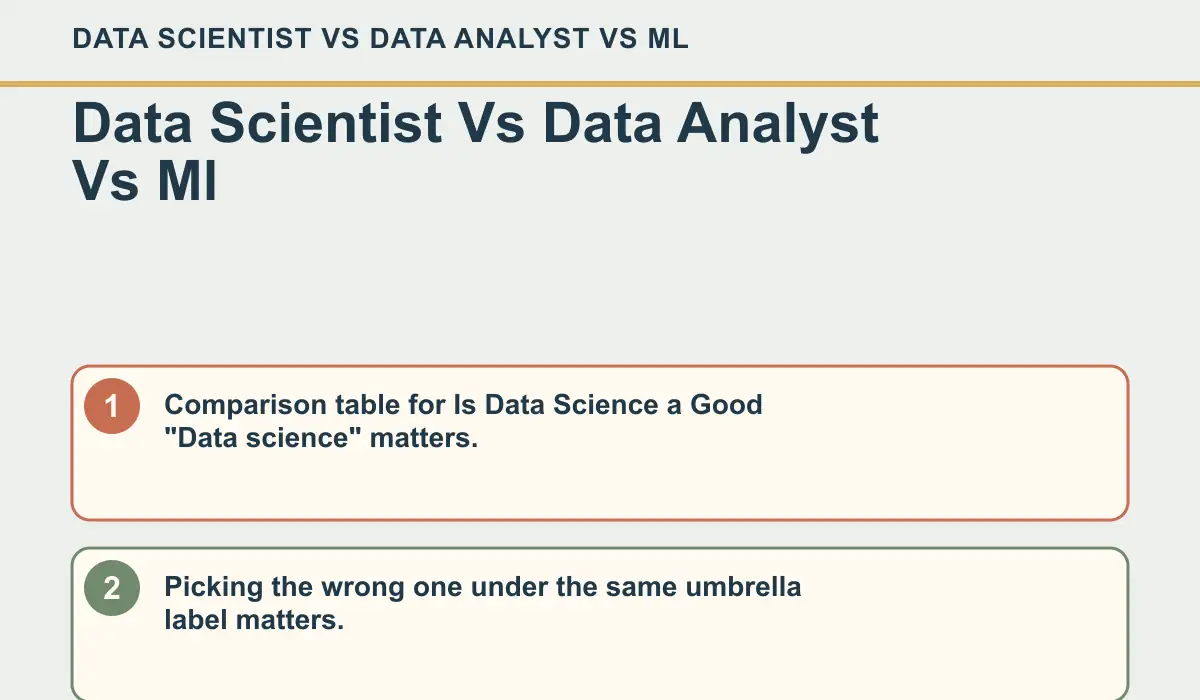 DATA SCIENTIST VS DATA ANALYST VS ML
Data Scientist Vs Data Analyst
Vs Ml
1
Comparison table for Is Data Science a Good
"Data science" matters.
2
Picking the wrong one under the same umbrella
label matters.